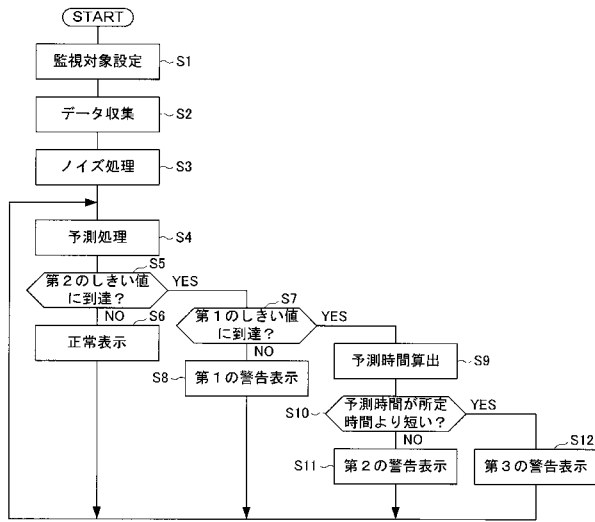 START
監視対象設定
S1
データ収集
S2
ノイズ処理
S3
予測処理
S4
第2のしきい値
に到達?
S5
YES
NO
正常表示
S6
第1のしきい値
に到達?
S7
YES
NO
S8
第1の警告表示
予測時間算出
S9
S10
予測時間が所定
時間より短い?
YES
NO
S11
第2の警告表示
S12
第3の警告表示